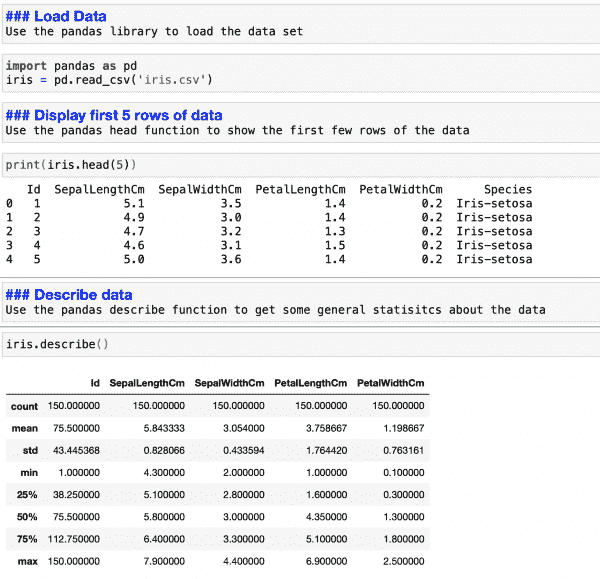 ### Load Data
Use the pandas library to load the data set
import pandas as pd
iris = pd.read_csv('iris.csv')
### Display first 5 rows of data
Use the pandas head function to show the first few rows of the data
print(iris.head(5))
Id SepalLengthCm SepalWidthCm PetalLengthCm PetalWidthCm Species
0 1 5.1 3.5 1.4 0.2 Iris-setosa
1 2 4.9 3.0 1.4 0.2 Iris-setosa
2 3 4.7 3.2 1.3 0.2 Iris-setosa
3 4 4.6 3.1 1.5 0.2 Iris-setosa
4 5 5.0 3.6 1.4 0.2 Iris-setosa
### Describe data
Use the pandas describe function to get some general statisitcs about the data
iris.describe()
Id SepalLengthCm SepalWidthCm PetalLengthCm PetalWidthCm
count 150.000000 150.000000 150.000000 150.000000 150.000000
mean 75.500000 5.843333 3.054000 3.758667 1.198667
std 43.445368 0.828066 0.433594 1.764420 0.763161
min 1.000000 4.300000 2.000000 1.000000 0.100000
25% 38.250000 5.100000 2.800000 1.600000 0.300000
50% 75.500000 5.800000 3.000000 4.350000 1.300000
75% 112.750000 6.400000 3.300000 5.100000 1.800000
max 150.000000 7.900000 4.400000 6.900000 2.500000